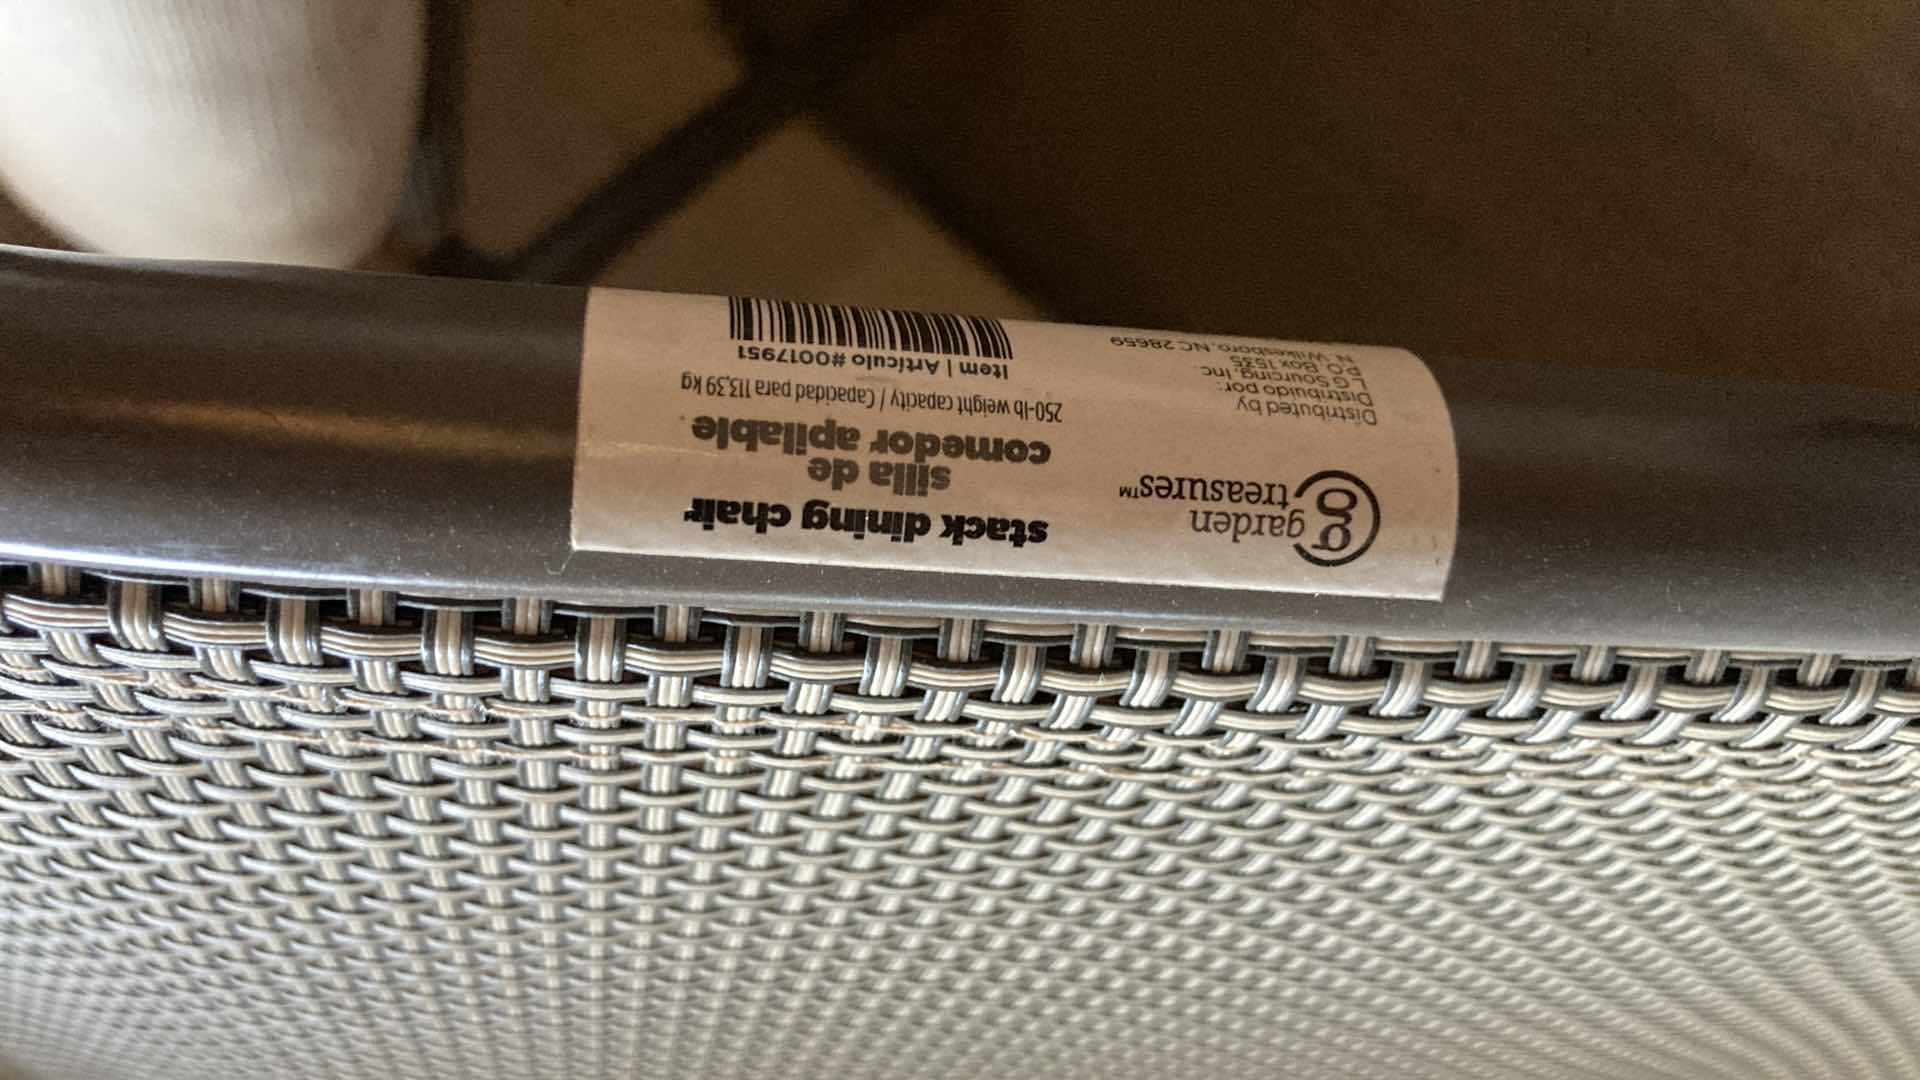 garden
treasures™
Distributed by
Distribuido por:
L G Sourcing, Inc.
P.O. Box 1535
N. Wilkesboro, NC 28659
stack dining chair
silla de
comedor apilable
250-lb weight capacity / Capacidad para 113,39 kg
Item | Artículo #0017951